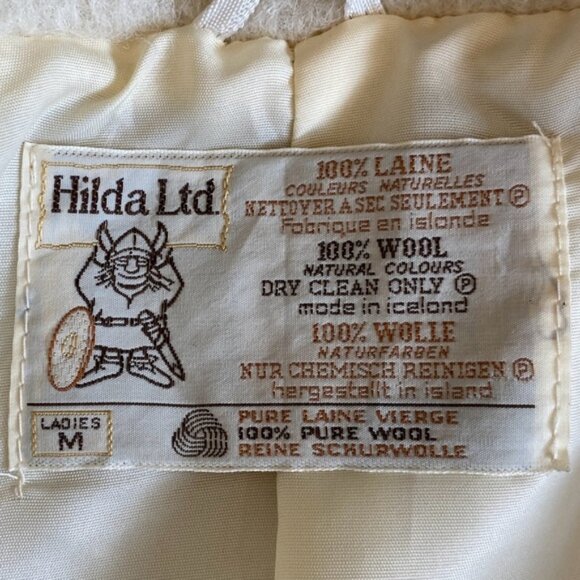 Hilda Ltd.
100% LAINE
COULEURS NATURELLES
NETTOYER A SEC SEULEMENT Ⓟ
Fabrique en islande
100% WOOL
NATURAL COLOURS
DRY CLEAN ONLY Ⓟ
made in iceland
100% WOLLE
NATURFARBEN
NUR CHEMISCH REINIGEN Ⓟ
hergestellt in island
LADIES
M
PURE LAINE VIERGE
100% PURE WOOL
REINE SCHURWOLLE